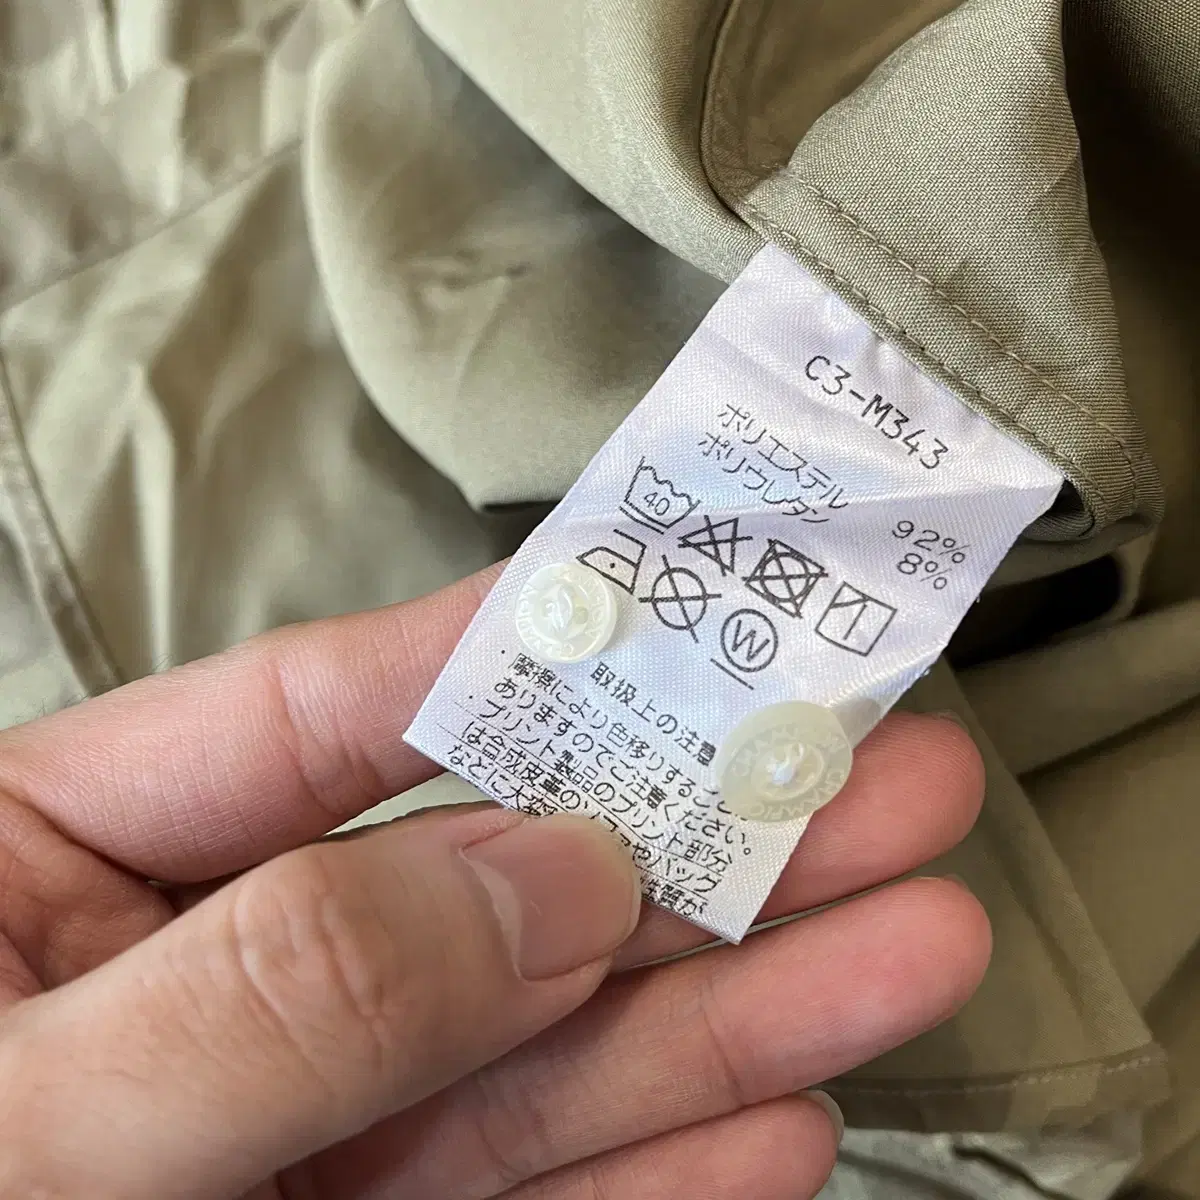 C3-M343
ポリエステル 92%
ポリウレタン 8%
40
W
取扱上の注意
・摩擦により色移りするこ
ありますのでご注意ください。
・プリント製品のプリント部分
は合成皮革のソファやバッグ
などに
性質が
CHAMPION